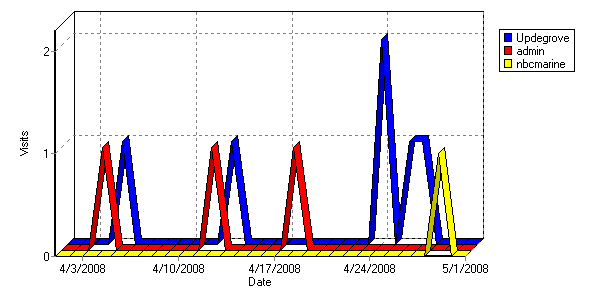 Updegrove
admin
nbcmarine
2
1
0
Visits
4/3/2008 4/10/2008 4/17/2008 4/24/2008 5/1/2008
Date